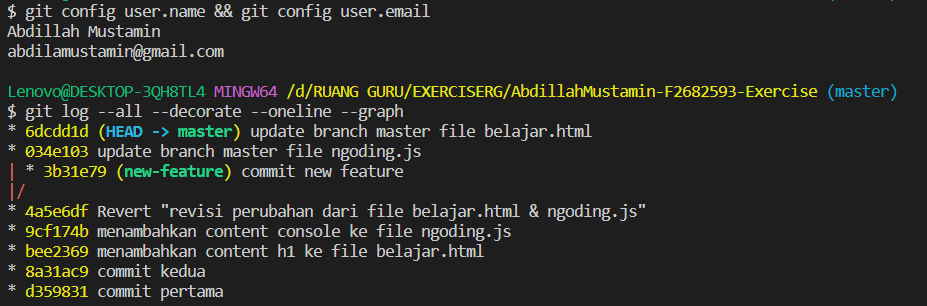 $ git config user.name && git config user.email
Abdillah Mustamin
abdilamustamin@gmail.com
Lenovo@DESKTOP-3QH8TL4 MINGW64 /d/RUANG GURU/EXERCISERG/AbdillahMustamin-F2682593-Exercise (master)
$ git log --all --decorate --oneline --graph
* 6dcdd1d (HEAD -> master) update branch master file belajar.html
* 034e103 update branch master file ngoding.js
| * 3b31e79 (new-feature) commit new feature
|/
* 4a5e6df Revert "revisi perubahan dari file belajar.html & ngoding.js"
* 9cf174b menambahkan content console ke file ngoding.js
* bee2369 menambahkan content h1 ke file belajar.html
* 8a31ac9 commit kedua
* d359831 commit pertama